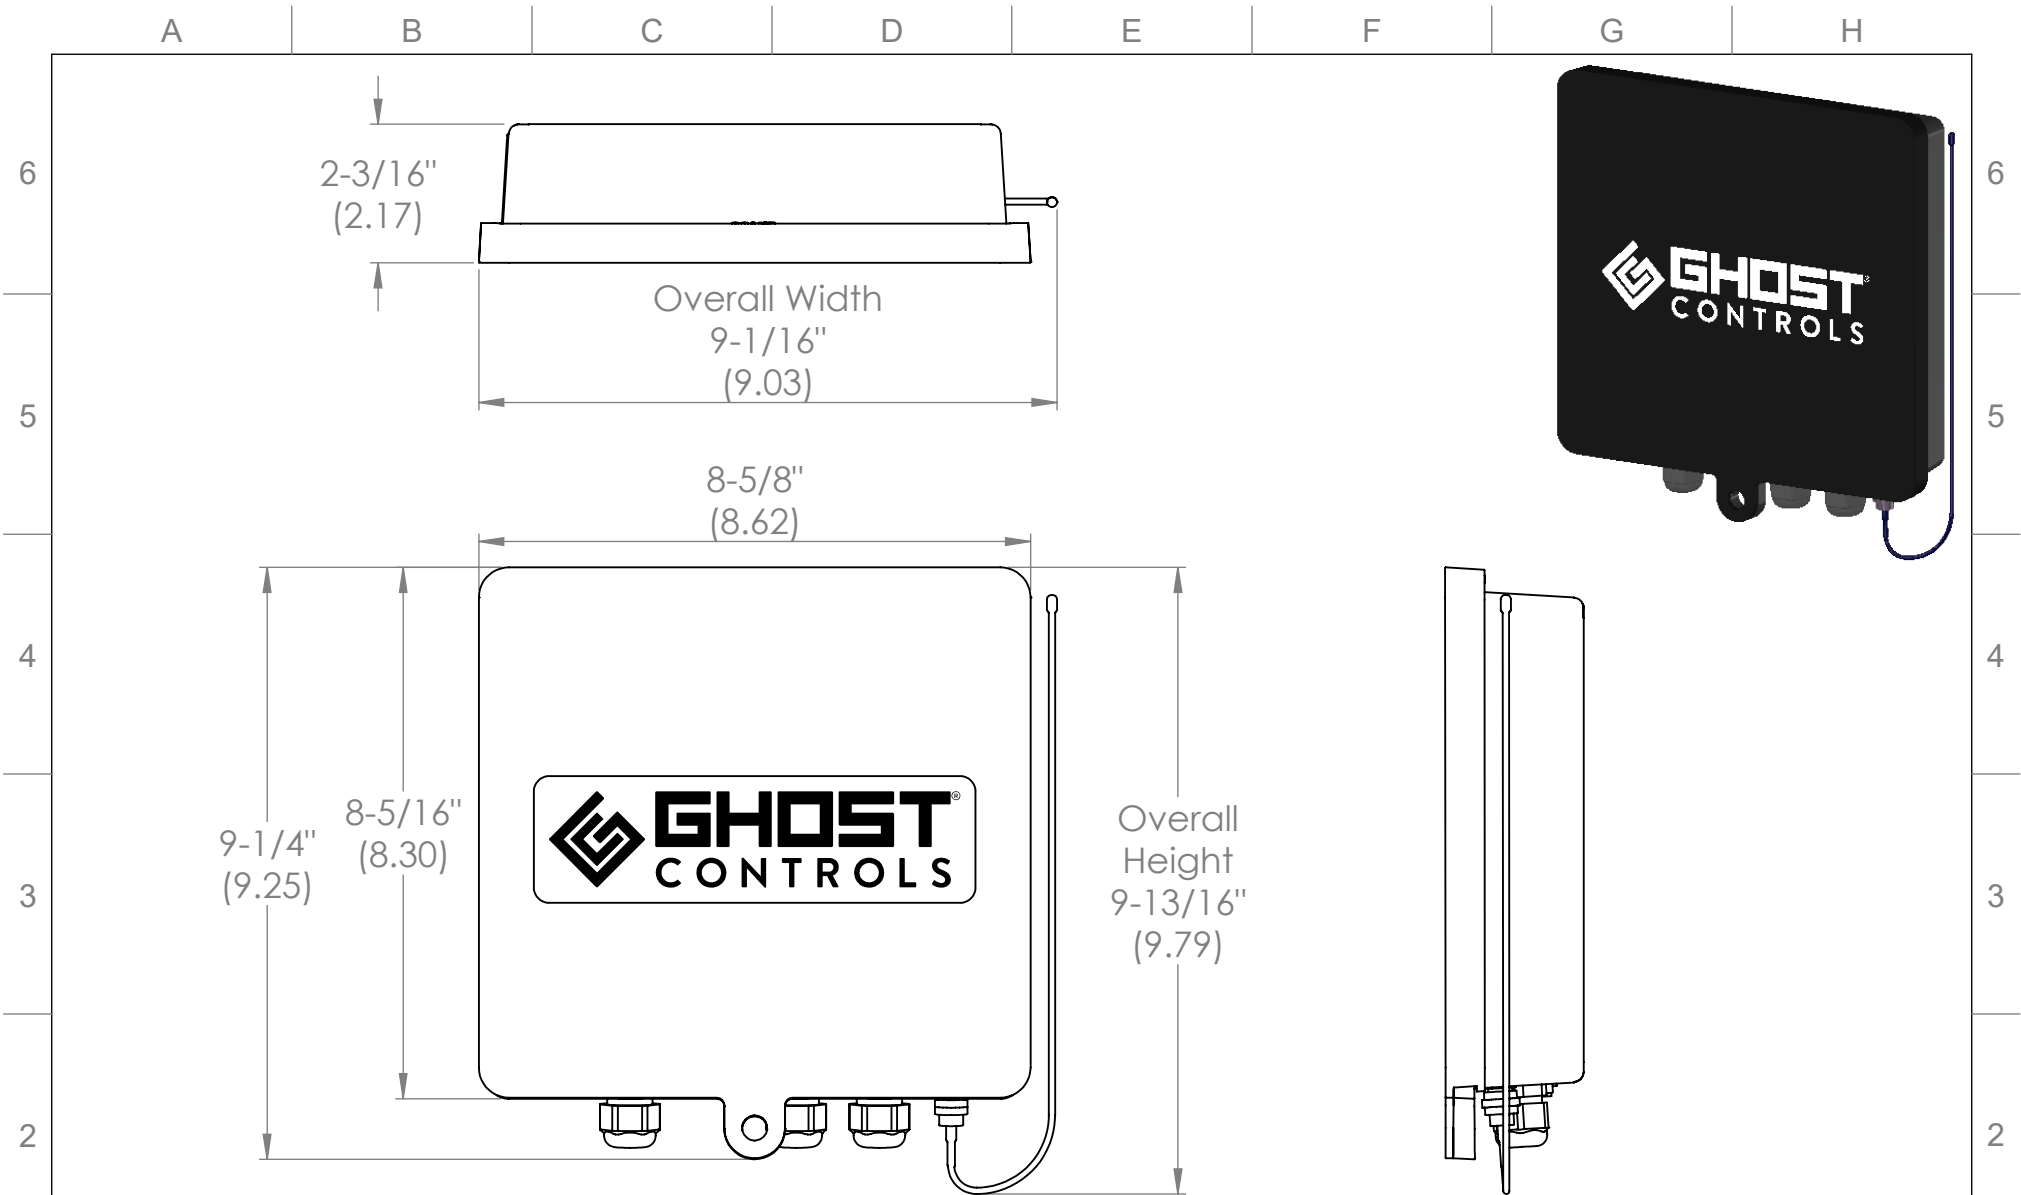 A B C D E F G H
6
2-3/16"
(2.17)
6
Overall Width
9-1/16"
(9.03)
GHOST
CONTROLS
5
5
8-5/8"
(8.62)
4
4
9-1/4"
(9.25)
8-5/16"
(8.30)
GHOST®
CONTROLS
Overall
Height
9-13/16"
(9.79)
3
3
2
2